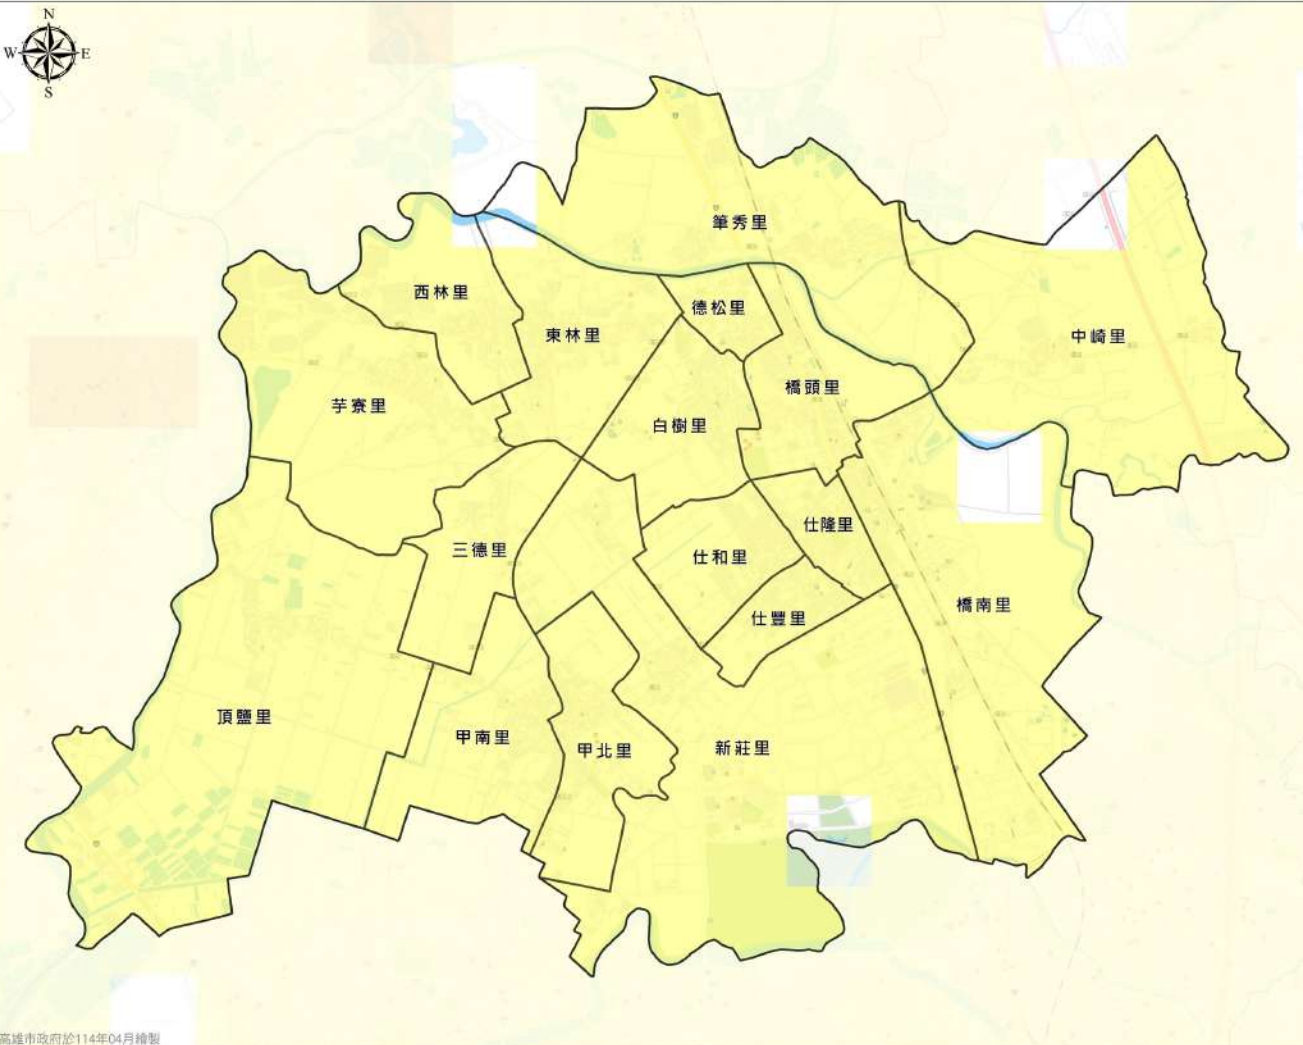 N
W E
S
筆秀里
西林里
德松里
東林里
中崎里
橋頭里
芋寮里
白樹里
仕隆里
三德里
仕和里
橋南里
仕豐里
頂鹽里
甲南里
甲北里
新莊里
高雄市政府於114年04月繪製